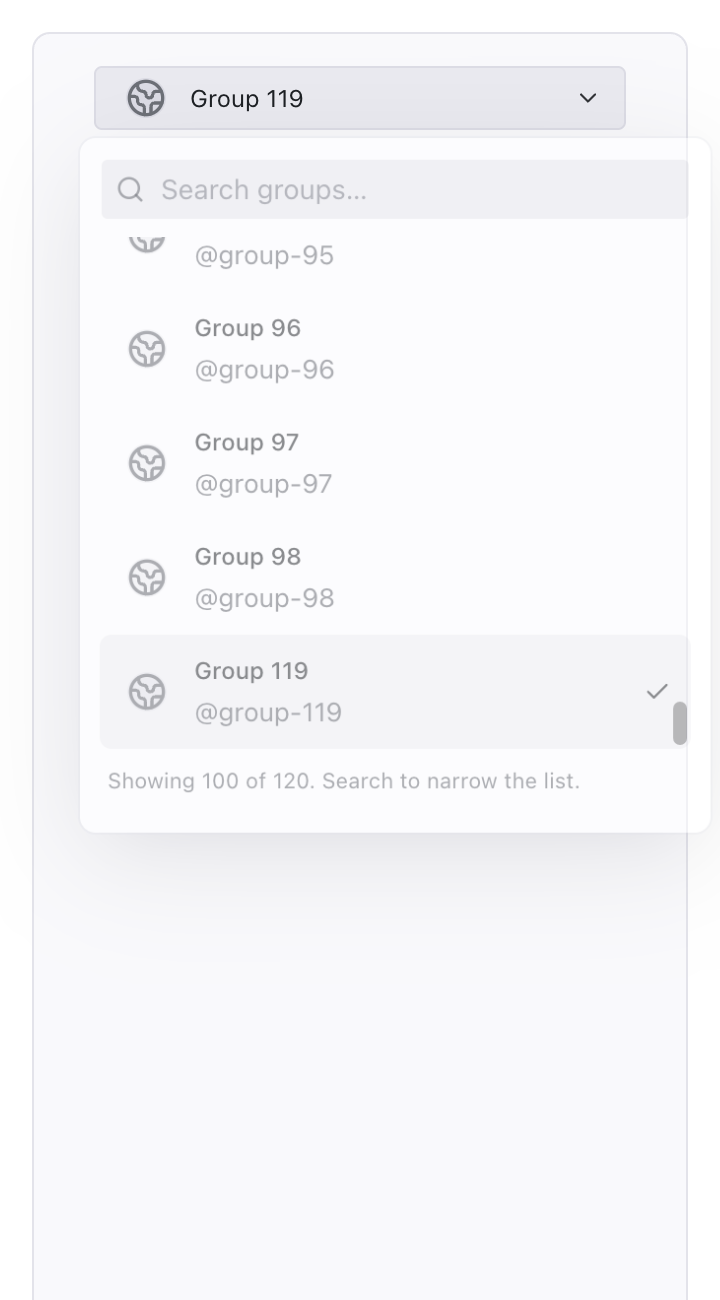 Group 119
Search groups...
@group-95
Group 96
@group-96
Group 97
@group-97
Group 98
@group-98
Group 119
@group-119
Showing 100 of 120. Search to narrow the list.